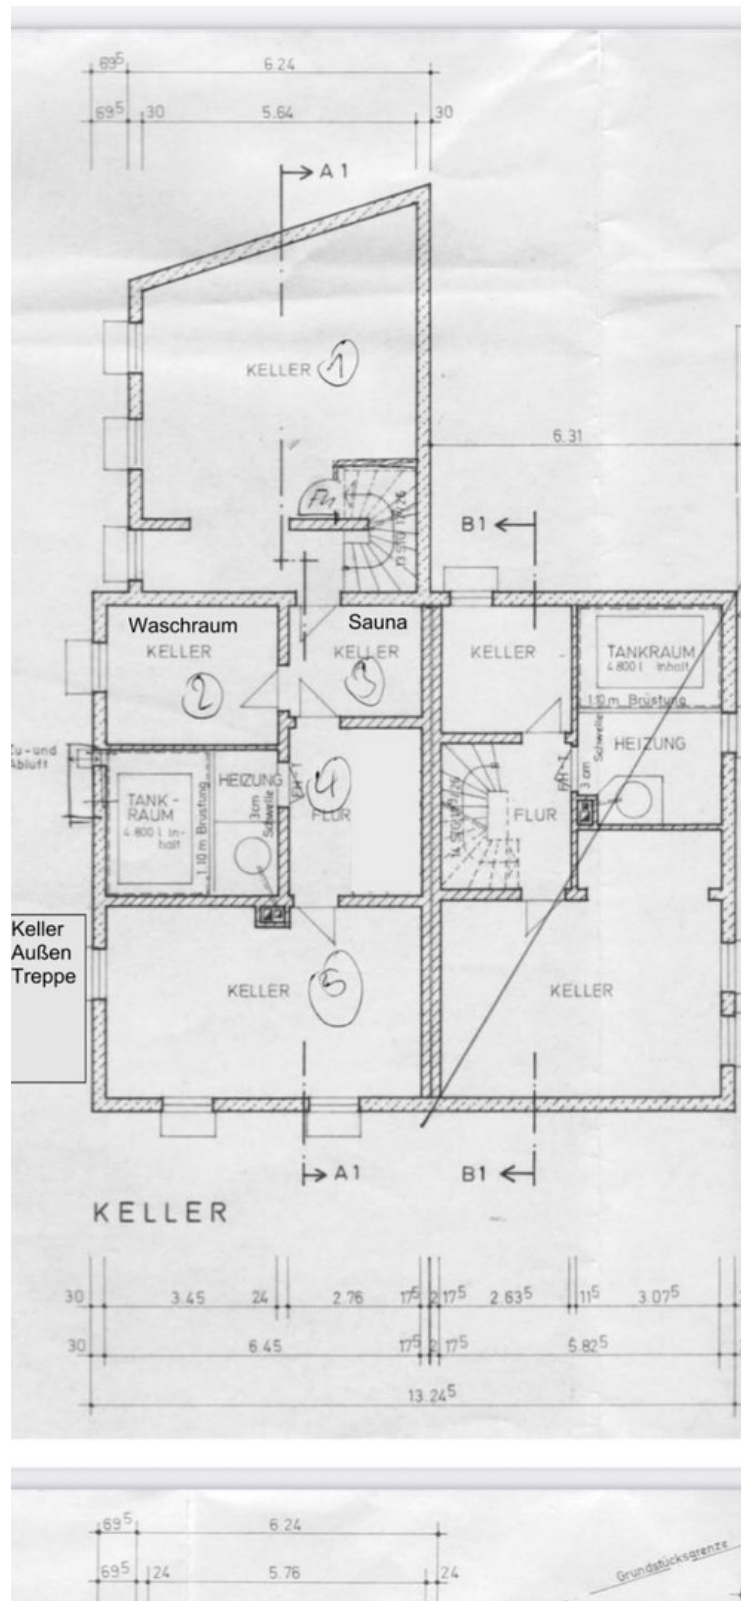 69⁵ 6.24
69⁵ 30 5.64 30
A1
KELLER 1
6.31
B1
Waschraum
KELLER
2
Sauna
KELLER
3
KELLER
TANKRAUM
4 800 l Inhalt
1.10 m Brüstung
Zu-und
Abluft
TANK-
RAUM
4 800 l In-
halt
1.10 m Brüstung
HEIZUNG
3cm
Schwelle
4
FLUR
FLUR
HEIZUNG
3 cm
Schwelle
Keller
Außen
Treppe
KELLER 5
KELLER
A1
B1
KELLER
30 3.45 24 2.76 17⁵ 2 17⁵ 2.63⁵ 11⁵ 3.07⁵
30 6.45 17⁵ 2 17⁵ 5.82⁵
13.24⁵
69⁵ 6.24
69⁵ 24 5.76 24
Grundstücksgrenze